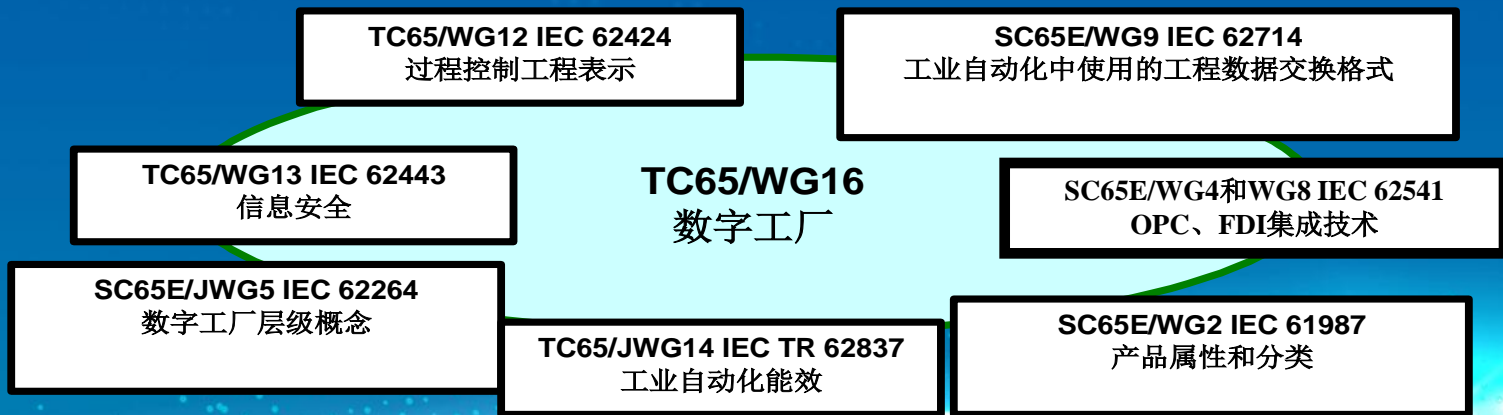 TC65/WG12 IEC 62424
过程控制工程表示
SC65E/WG9 IEC 62714
工业自动化中使用的工程数据交换格式
TC65/WG13 IEC 62443
信息安全
TC65/WG16
数字工厂
SC65E/WG4和WG8 IEC 62541
OPC、FDI集成技术
SC65E/JWG5 IEC 62264
数字工厂层级概念
TC65/JWG14 IEC TR 62837
工业自动化能效
SC65E/WG2 IEC 61987
产品属性和分类